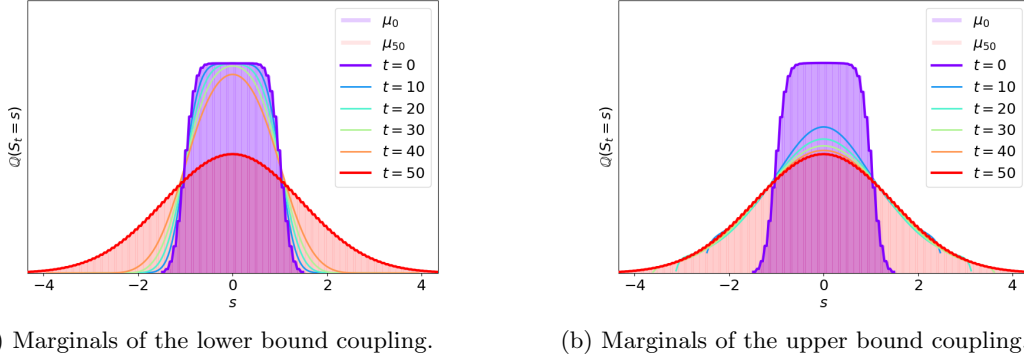 μ₀
μ₅₀
t = 0
t = 10
t = 20
t = 30
t = 40
t = 50
ℚ(Sₜ = s)
−4 −2 0 2 4
s
) Marginals of the lower bound coupling.
μ₀
μ₅₀
t = 0
t = 10
t = 20
t = 30
t = 40
t = 50
ℚ(Sₜ = s)
−4 −2 0 2 4
s
(b) Marginals of the upper bound coupling.